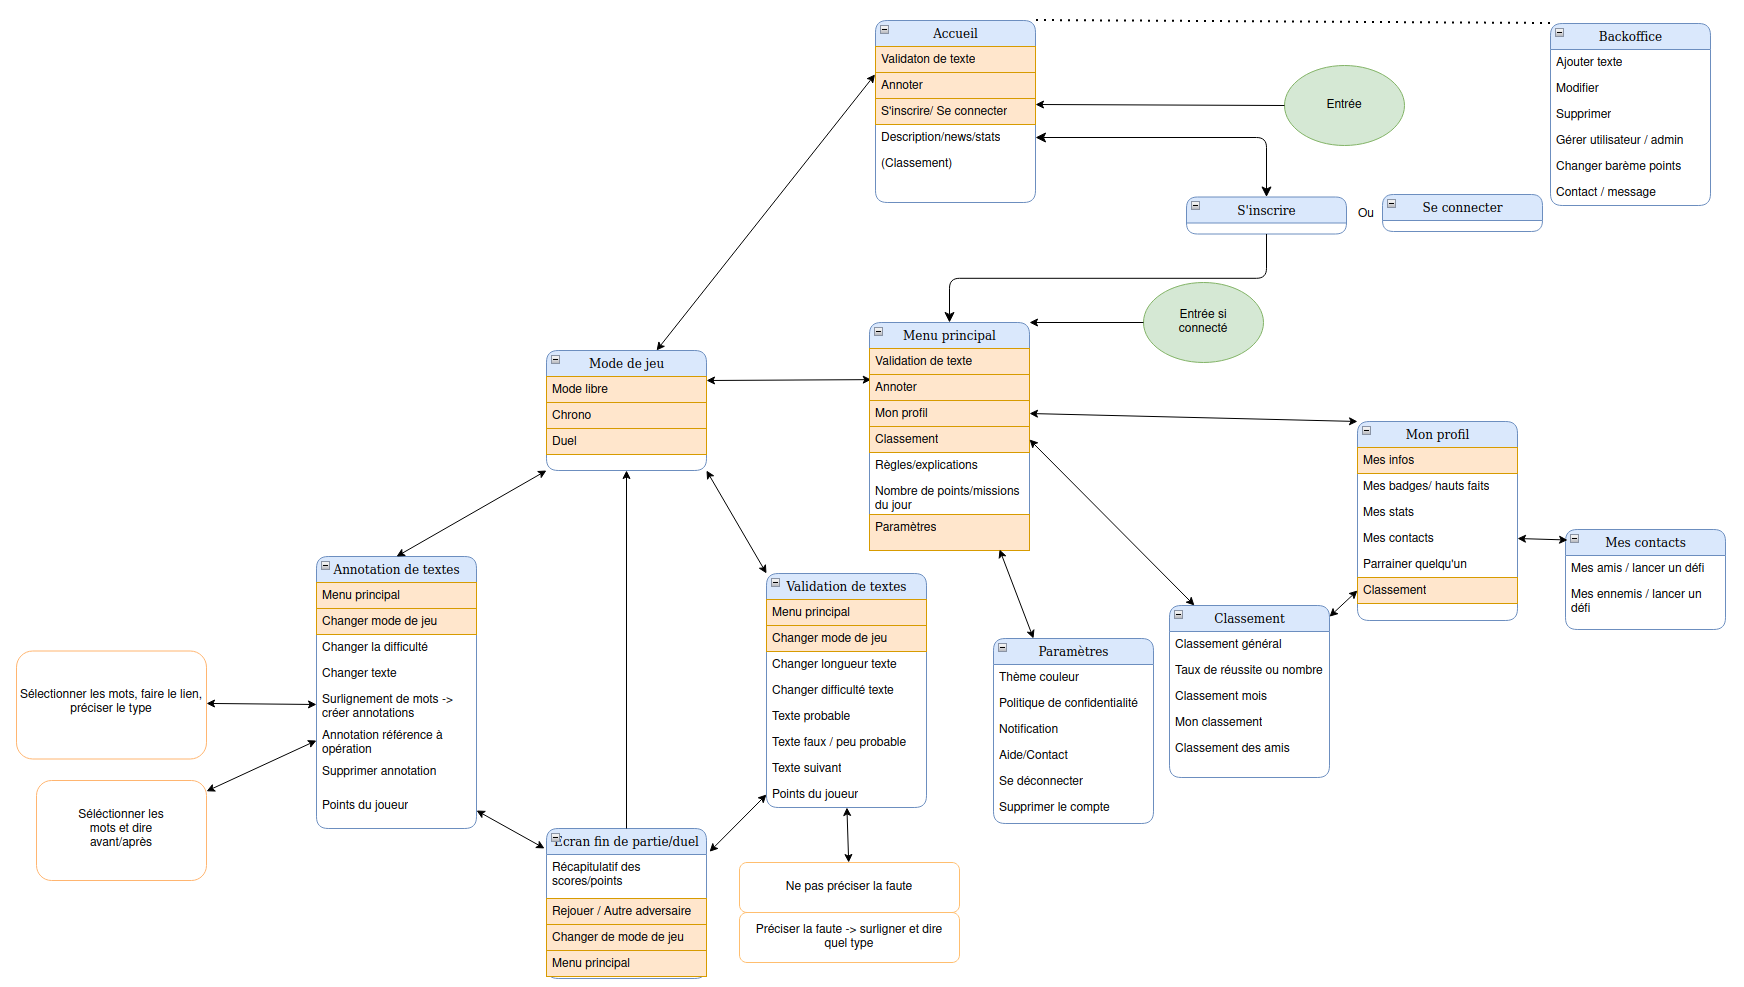 Accueil
Validaton de texte
Annoter
S'inscrire/ Se connecter
Description/news/stats
(Classement)
Backoffice
Ajouter texte
Modifier
Supprimer
Gérer utilisateur / admin
Changer barème points
Contact / message
Entrée
S'inscrire
Ou
Se connecter
Entrée si
connecté
Menu principal
Validation de texte
Annoter
Mon profil
Classement
Règles/explications
Nombre de points/missions
du jour
Paramètres
Mode de jeu
Mode libre
Chrono
Duel
Mon profil
Mes infos
Mes badges/ hauts faits
Mes stats
Mes contacts
Parrainer quelqu'un
Classement
Mes contacts
Mes amis / lancer un défi
Mes ennemis / lancer un
défi
Annotation de textes
Menu principal
Changer mode de jeu
Changer la difficulté
Changer texte
Surlignement de mots ->
créer annotations
Annotation référence à
opération
Supprimer annotation
Points du joueur
Validation de textes
Menu principal
Changer mode de jeu
Changer longueur texte
Changer difficulté texte
Texte probable
Texte faux / peu probable
Texte suivant
Points du joueur
Paramètres
Thème couleur
Politique de confidentialité
Notification
Aide/Contact
Se déconnecter
Supprimer le compte
Classement
Classement général
Taux de réussite ou nombre
Classement mois
Mon classement
Classement des amis
Sélectionner les mots, faire le lien,
préciser le type
Séléctionner les
mots et dire
avant/après
Écran fin de partie/duel
Récapitulatif des
scores/points
Rejouer / Autre adversaire
Changer de mode de jeu
Menu principal
Ne pas préciser la faute
Préciser la faute -> surligner et dire
quel type